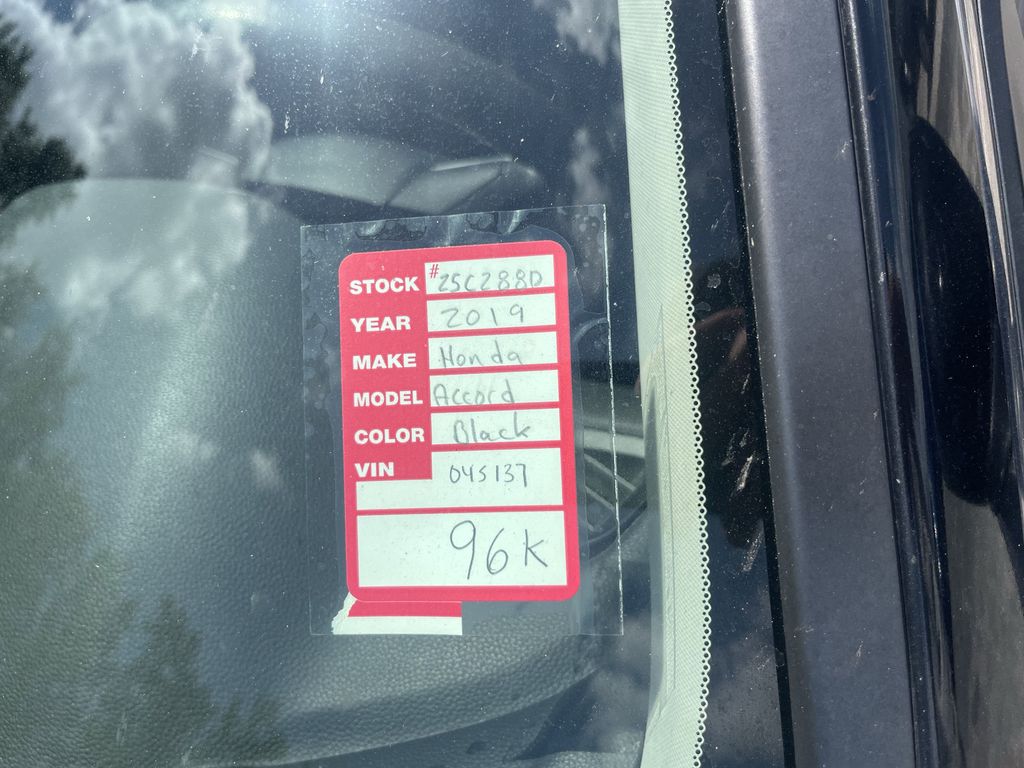 STOCK # 25C288D
YEAR 2019
MAKE Honda
MODEL Accord
COLOR Black
VIN 045137
96K